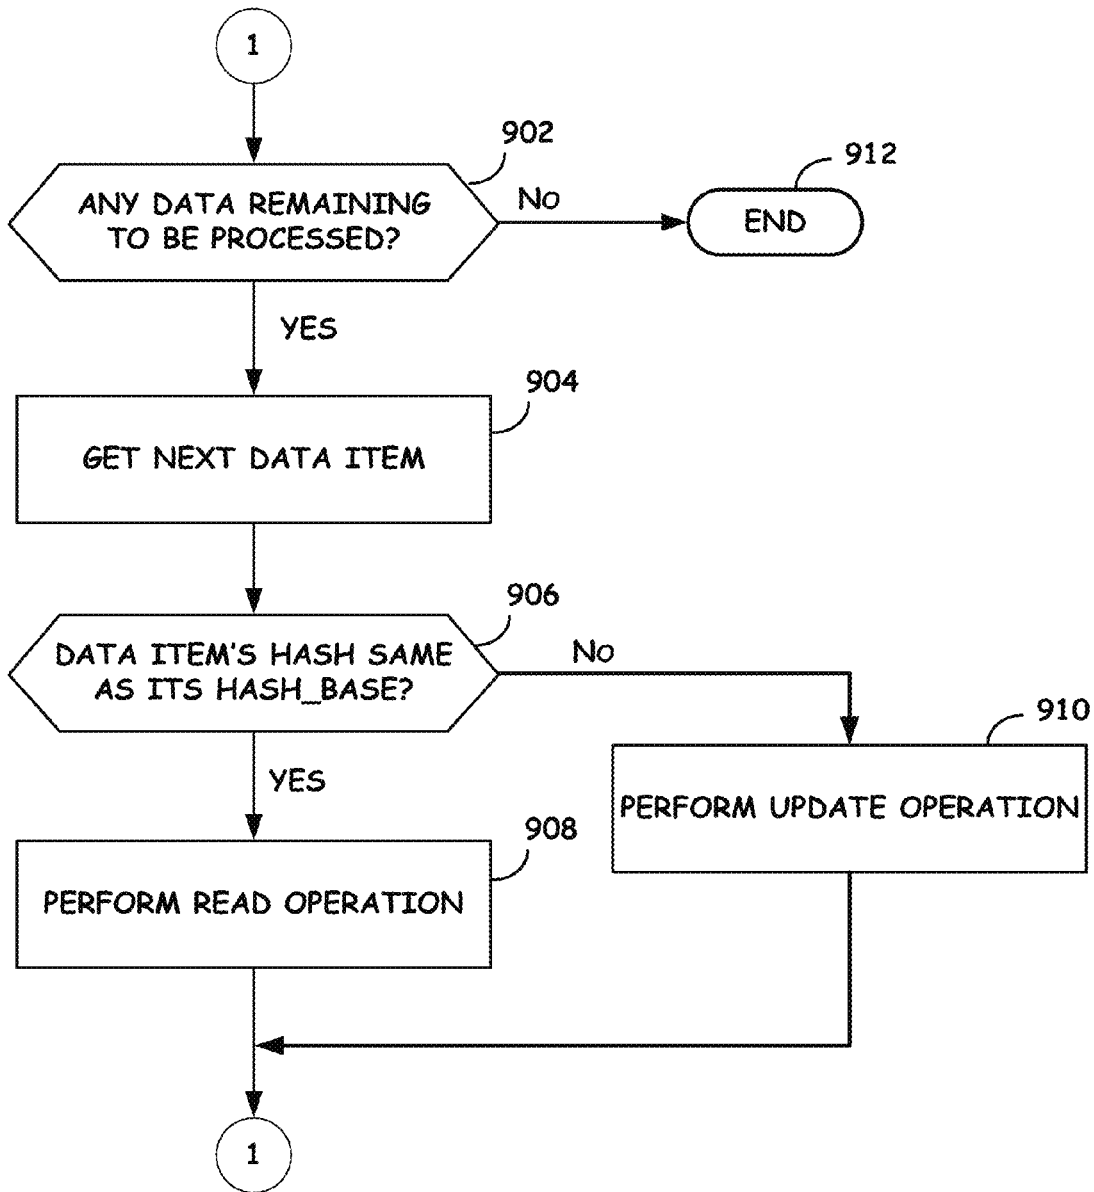 1
902
ANY DATA REMAINING
TO BE PROCESSED?
No
912
END
YES
904
GET NEXT DATA ITEM
906
DATA ITEM'S HASH SAME
AS ITS HASH_BASE?
No
910
YES
PERFORM UPDATE OPERATION
908
PERFORM READ OPERATION
1